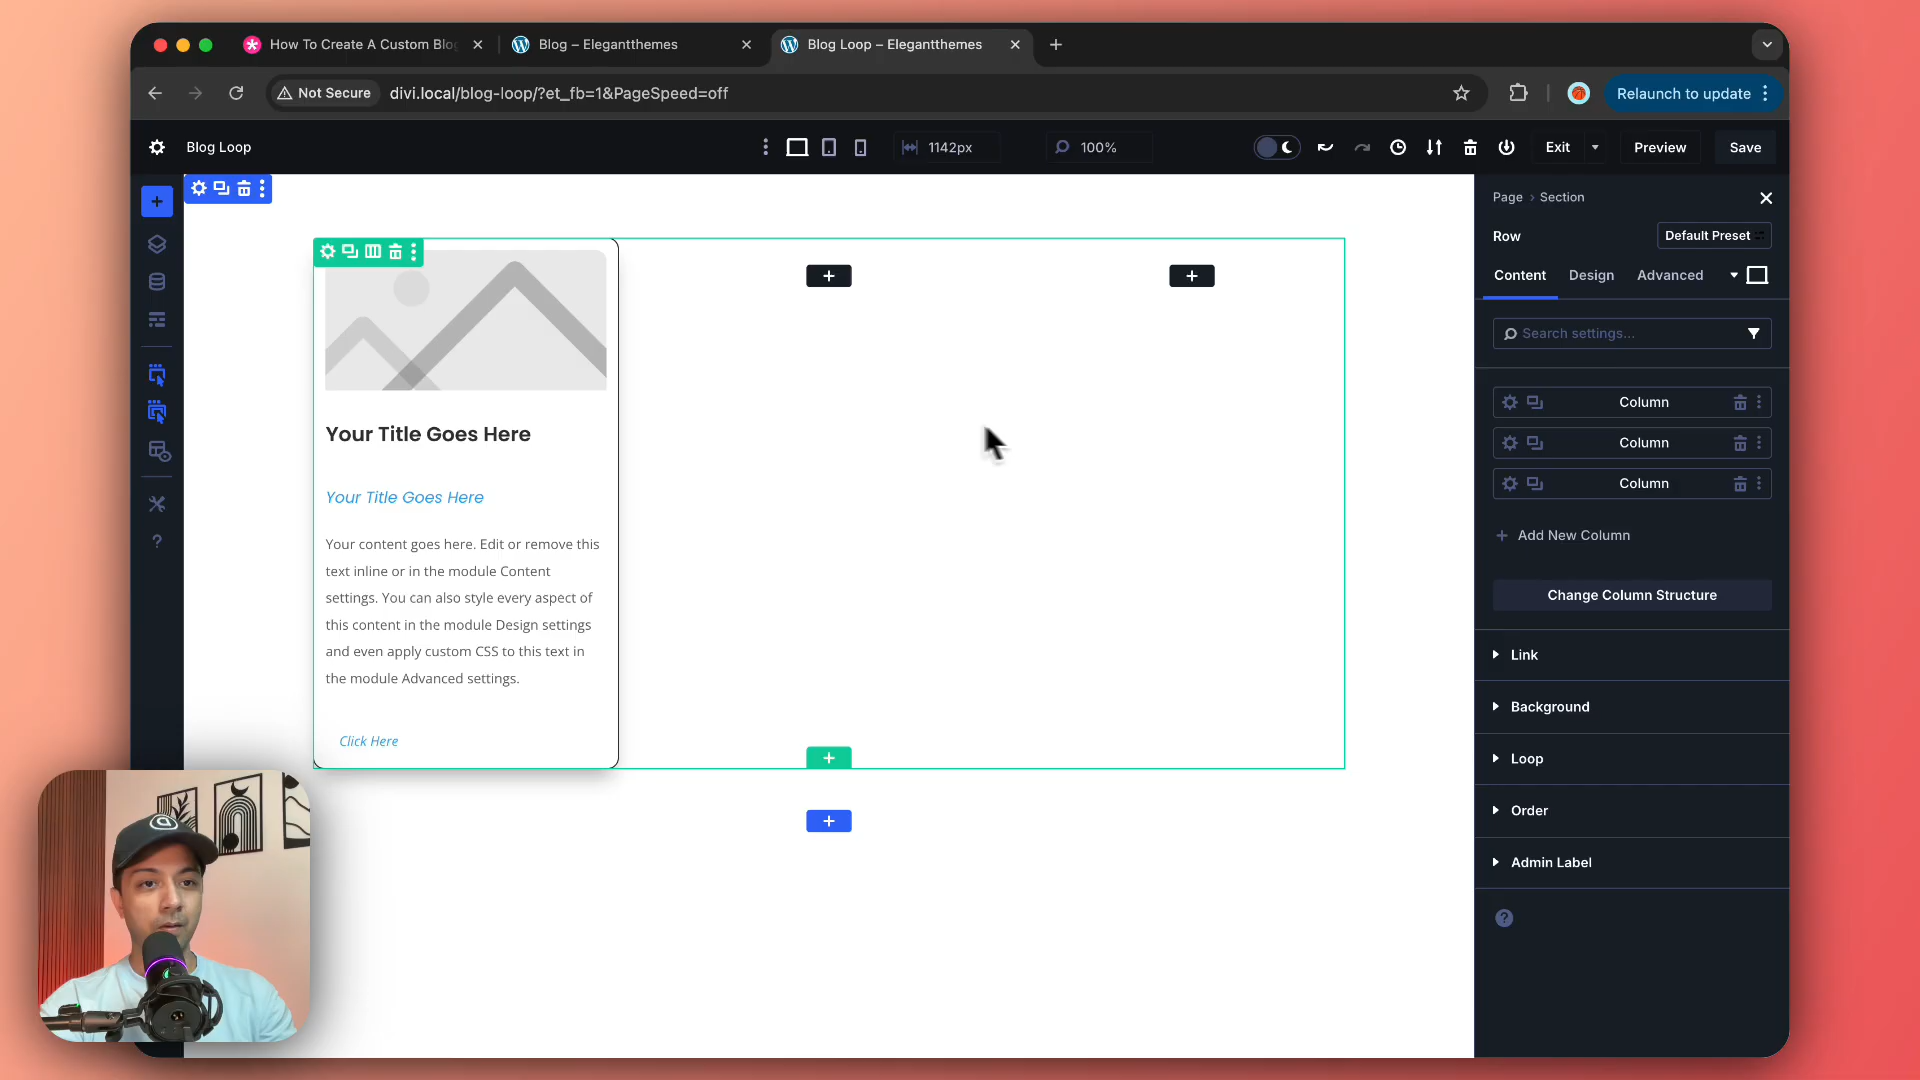 How To Create A Custom Blog
Blog – Elegantthemes
Blog Loop – Elegantthemes
Not Secure
divi.local/blog-loop/?et_fb=1&PageSpeed=off
Relaunch to update
Blog Loop
1142px
100%
Exit
Preview
Save
Page › Section
Row
Default Preset
Content
Design
Advanced
Search settings...
Column
Column
Column
Add New Column
Change Column Structure
Link
Background
Loop
Order
Admin Label
Your Title Goes Here
Your Title Goes Here
Your content goes here. Edit or remove this
text inline or in the module Content
settings. You can also style every aspect of
this content in the module Design settings
and even apply custom CSS to this text in
the module Advanced settings.
Click Here